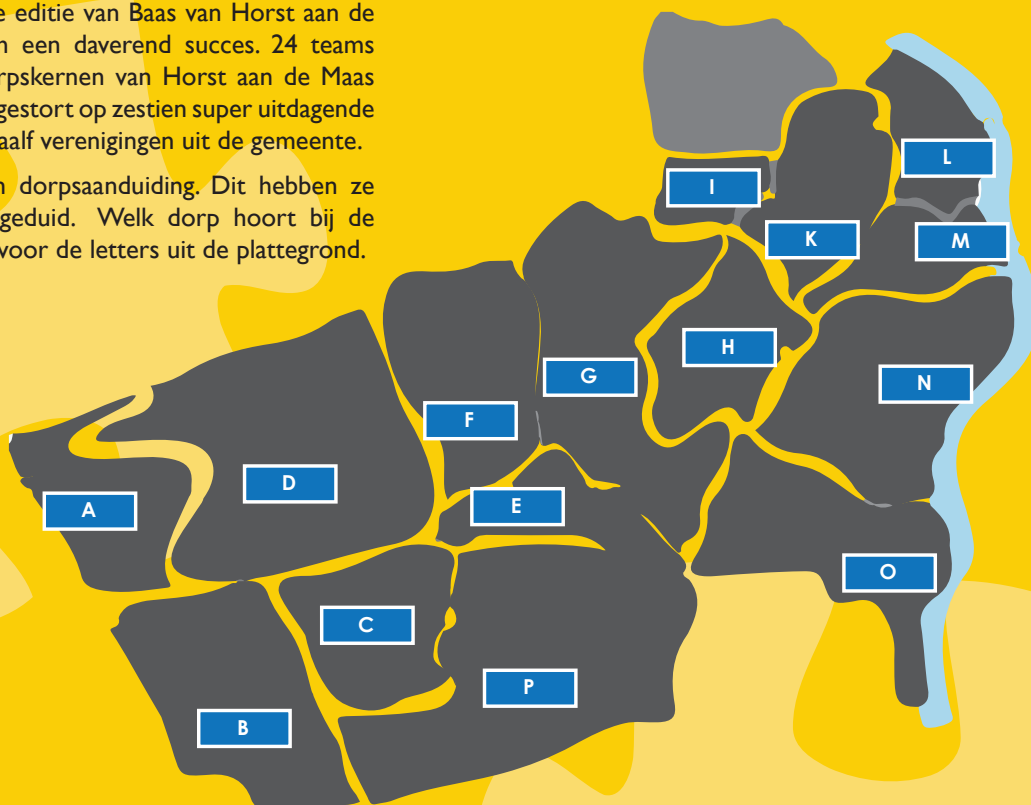 editie van Baas van Horst aan de
een daverend succes. 24 teams
van Horst aan de Maas
gestort op zestien super uitdagende
verenigingen uit de gemeente.
dorpsaanduiding. Dit hebben ze
geduid. Welk dorp hoort bij de
voor de letters uit de plattegrond.
L
I
K
M
H
G
N
F
D
E
A
O
C
P
B